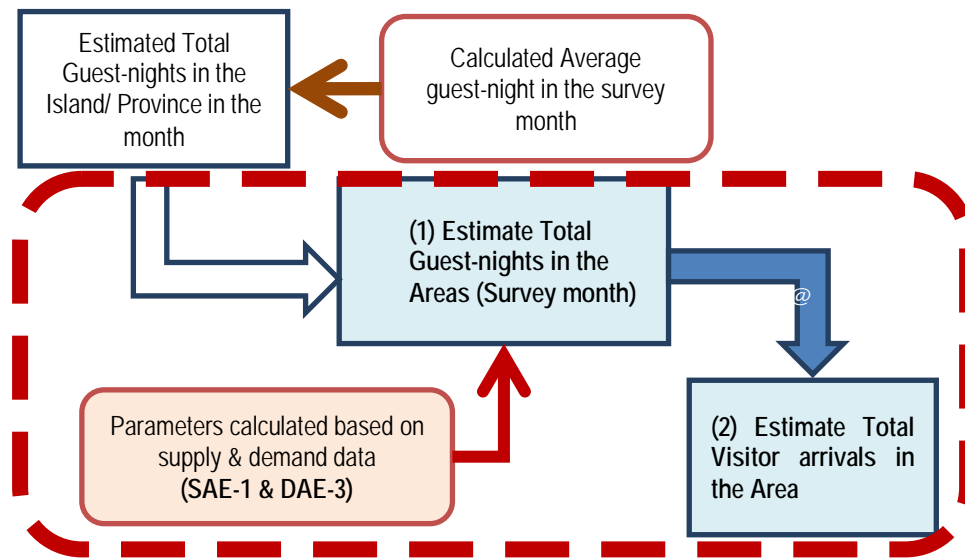 Estimated Total
Guest-nights in the
Island/ Province in the
month
Calculated Average
guest-night in the survey
month
(1) Estimate Total
Guest-nights in the
Areas (Survey month)
@
Parameters calculated based on
supply & demand data
(SAE-1 & DAE-3)
(2) Estimate Total
Visitor arrivals in
the Area